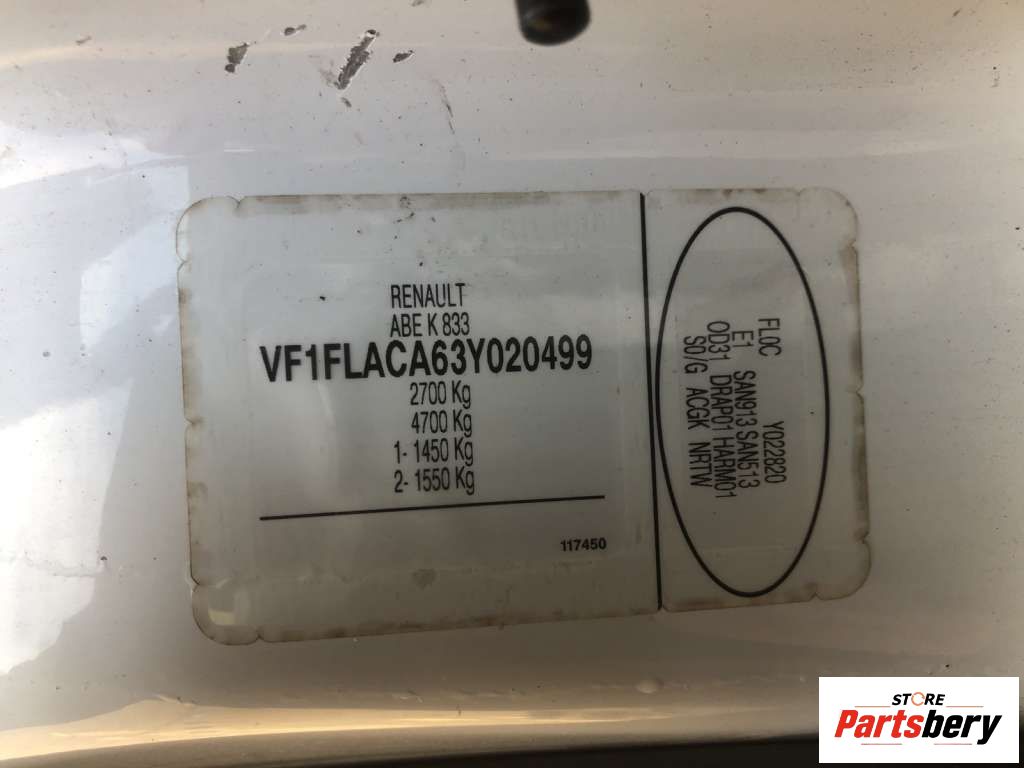 RENAULT
ABE K 833
VF1FLACA63Y020499
2700 Kg
4700 Kg
1- 1450 Kg
2- 1550 Kg
117450
FL0C Y022820
E1 SAN913 SAN513
OD31 DRAP01 HARM01
S0/G ACGK NRTW
STORE
Partsbery